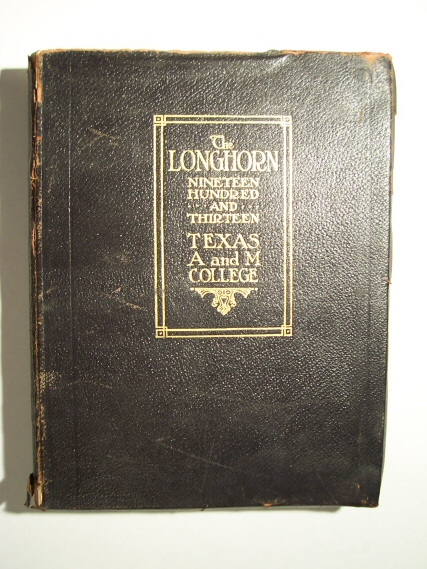 The
LONGHORN
NINETEEN
HUNDRED
AND
THIRTEEN
TEXAS
A and M
COLLEGE